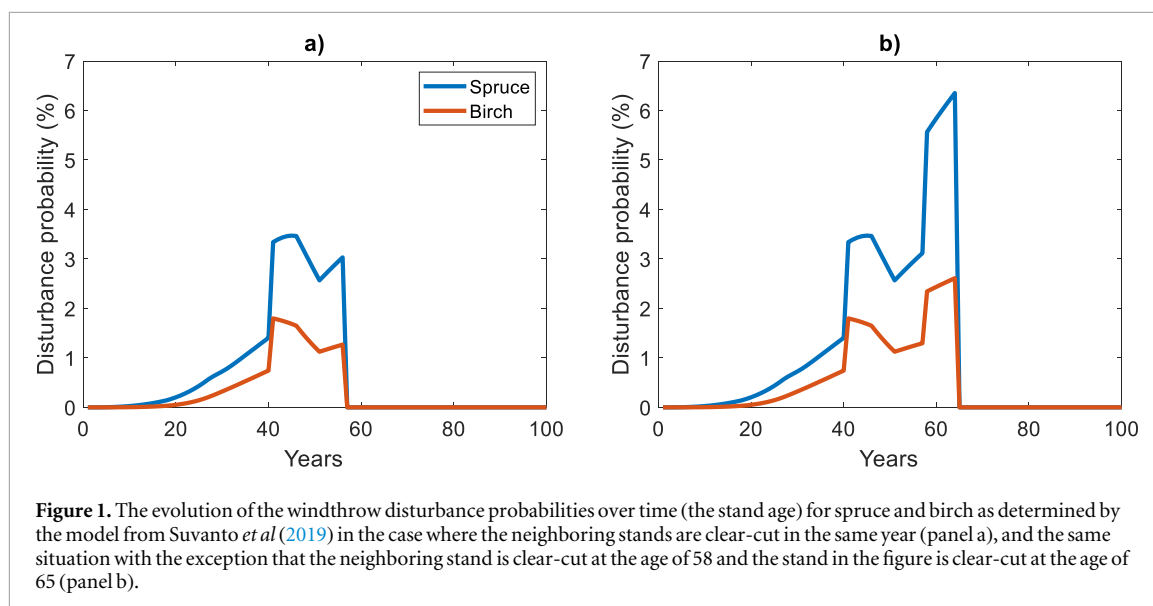 a)
7
6
5
4
3
2
1
0
Disturbance probability (%)
Spruce
Birch
0 20 40 60 80 100
Years
b)
7
6
5
4
3
2
1
0
Disturbance probability (%)
0 20 40 60 80 100
Years
Figure 1. The evolution of the windthrow disturbance probabilities over time (the stand age) for spruce and birch as determined by
the model from Suvanto et al (2019) in the case where the neighboring stands are clear-cut in the same year (panel a), and the same
situation with the exception that the neighboring stand is clear-cut at the age of 58 and the stand in the figure is clear-cut at the age of
65 (panel b).